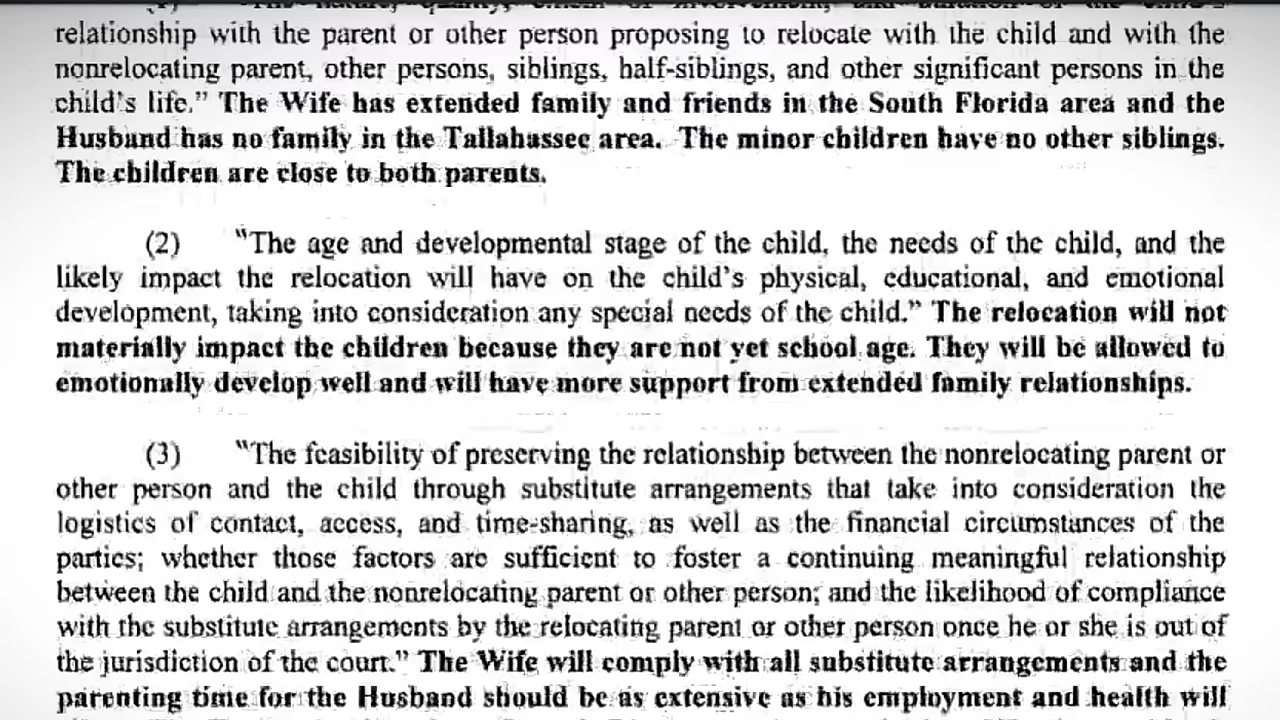 relationship with the parent or other person proposing to relocate with the child and with the
nonrelocating parent, other persons, siblings, half-siblings, and other significant persons in the
child's life.” The Wife has extended family and friends in the South Florida area and the
Husband has no family in the Tallahassee area. The minor children have no other siblings.
The children are close to both parents.
(2) “The age and developmental stage of the child, the needs of the child, and the
likely impact the relocation will have on the child's physical, educational, and emotional
development, taking into consideration any special needs of the child.” The relocation will not
materially impact the children because they are not yet school age. They will be allowed to
emotionally develop well and will have more support from extended family relationships.
(3) “The feasibility of preserving the relationship between the nonrelocating parent or
other person and the child through substitute arrangements that take into consideration the
logistics of contact, access, and time-sharing, as well as the financial circumstances of the
parties; whether those factors are sufficient to foster a continuing meaningful relationship
between the child and the nonrelocating parent or other person; and the likelihood of compliance
with the substitute arrangements by the relocating parent or other person once he or she is out of
the jurisdiction of the court.” The Wife will comply with all substitute arrangements and the
parenting time for the Husband should be as extensive as his employment and health will